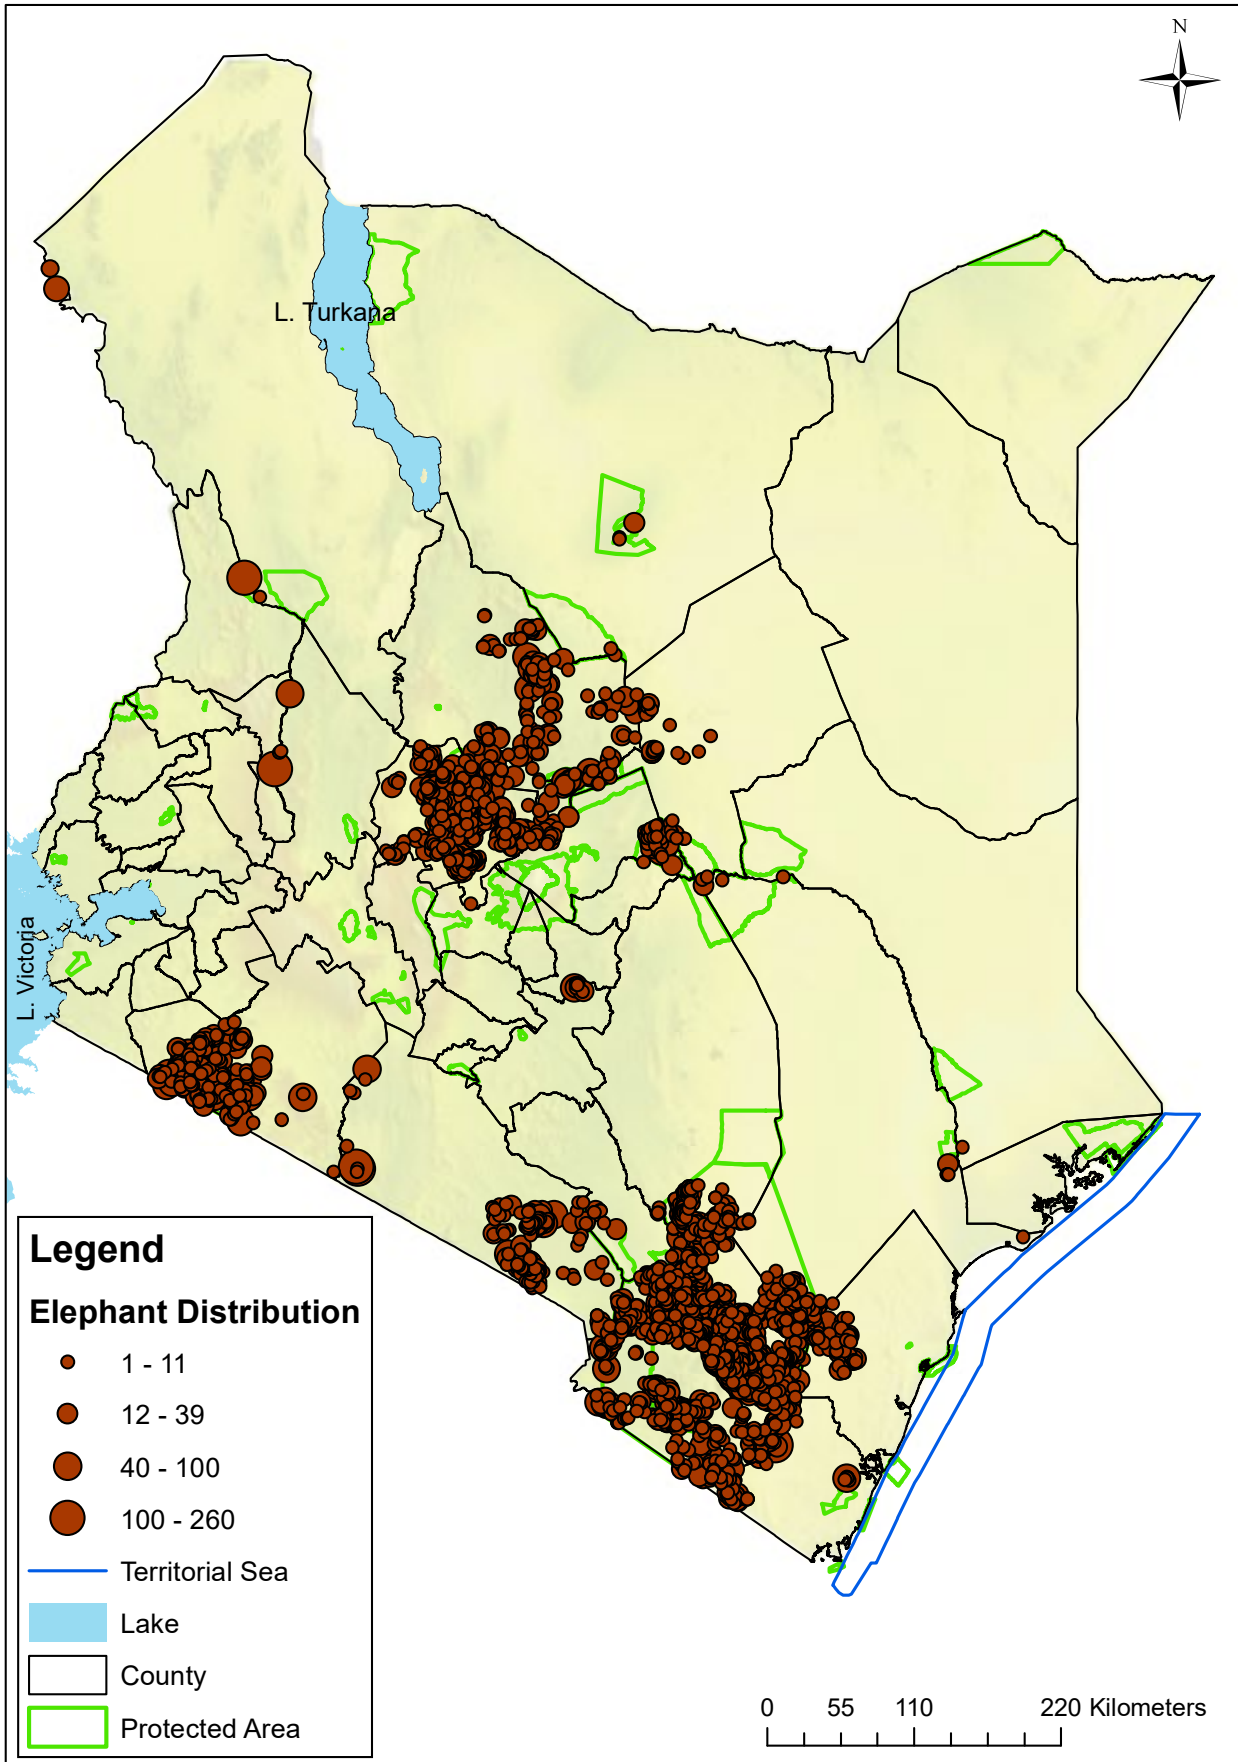 N
L. Turkana
L. Victoria
Legend
Elephant Distribution
1 - 11
12 - 39
40 - 100
100 - 260
Territorial Sea
Lake
County
Protected Area
0 55 110 220 Kilometers